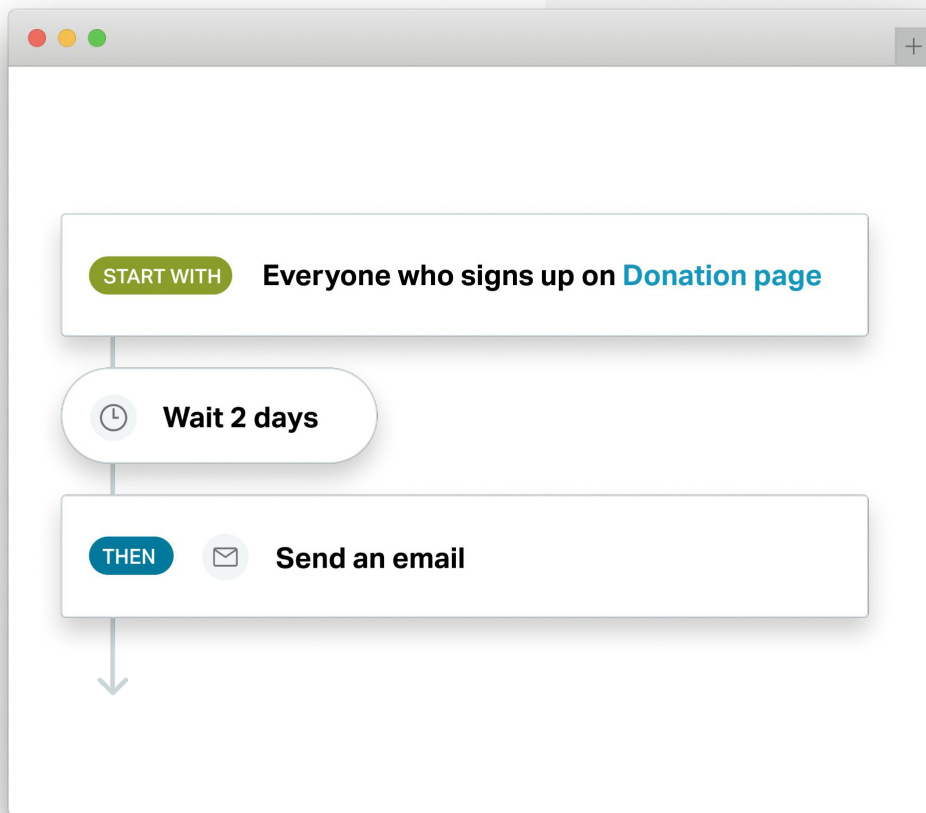 START WITH Everyone who signs up on Donation page
Wait 2 days
THEN Send an email